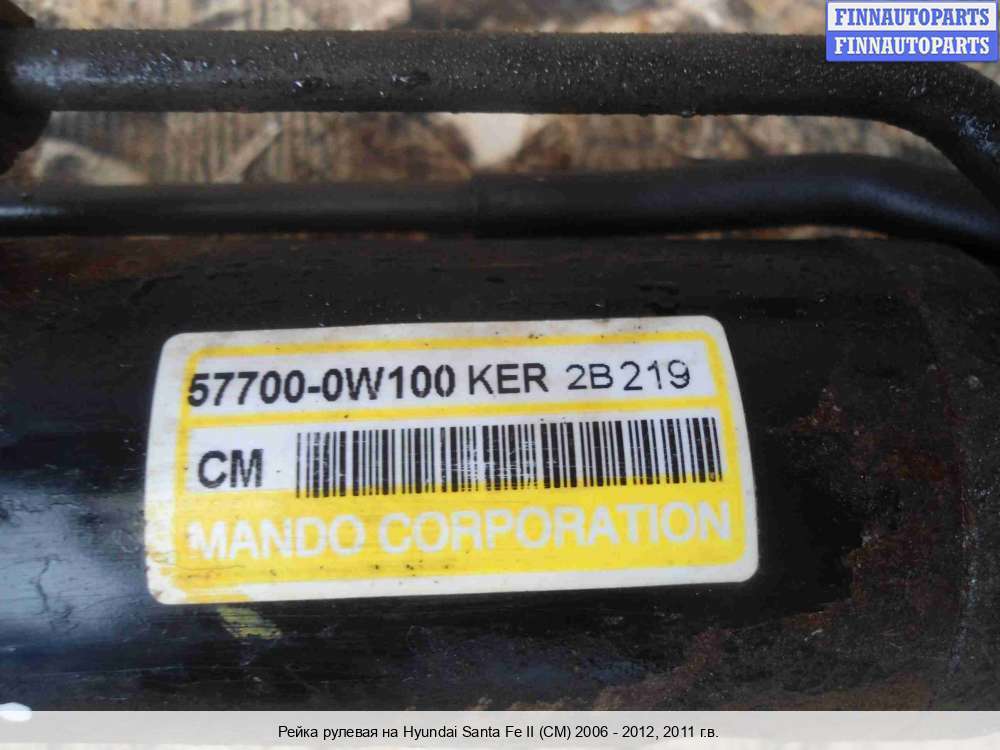 FINNAUTOPARTS
FINNAUTOPARTS
57700-0W100 KER 2B219
CM
MANDO CORPORATION
Рейка рулевая на Hyundai Santa Fe II (CM) 2006 - 2012, 2011 г.в.